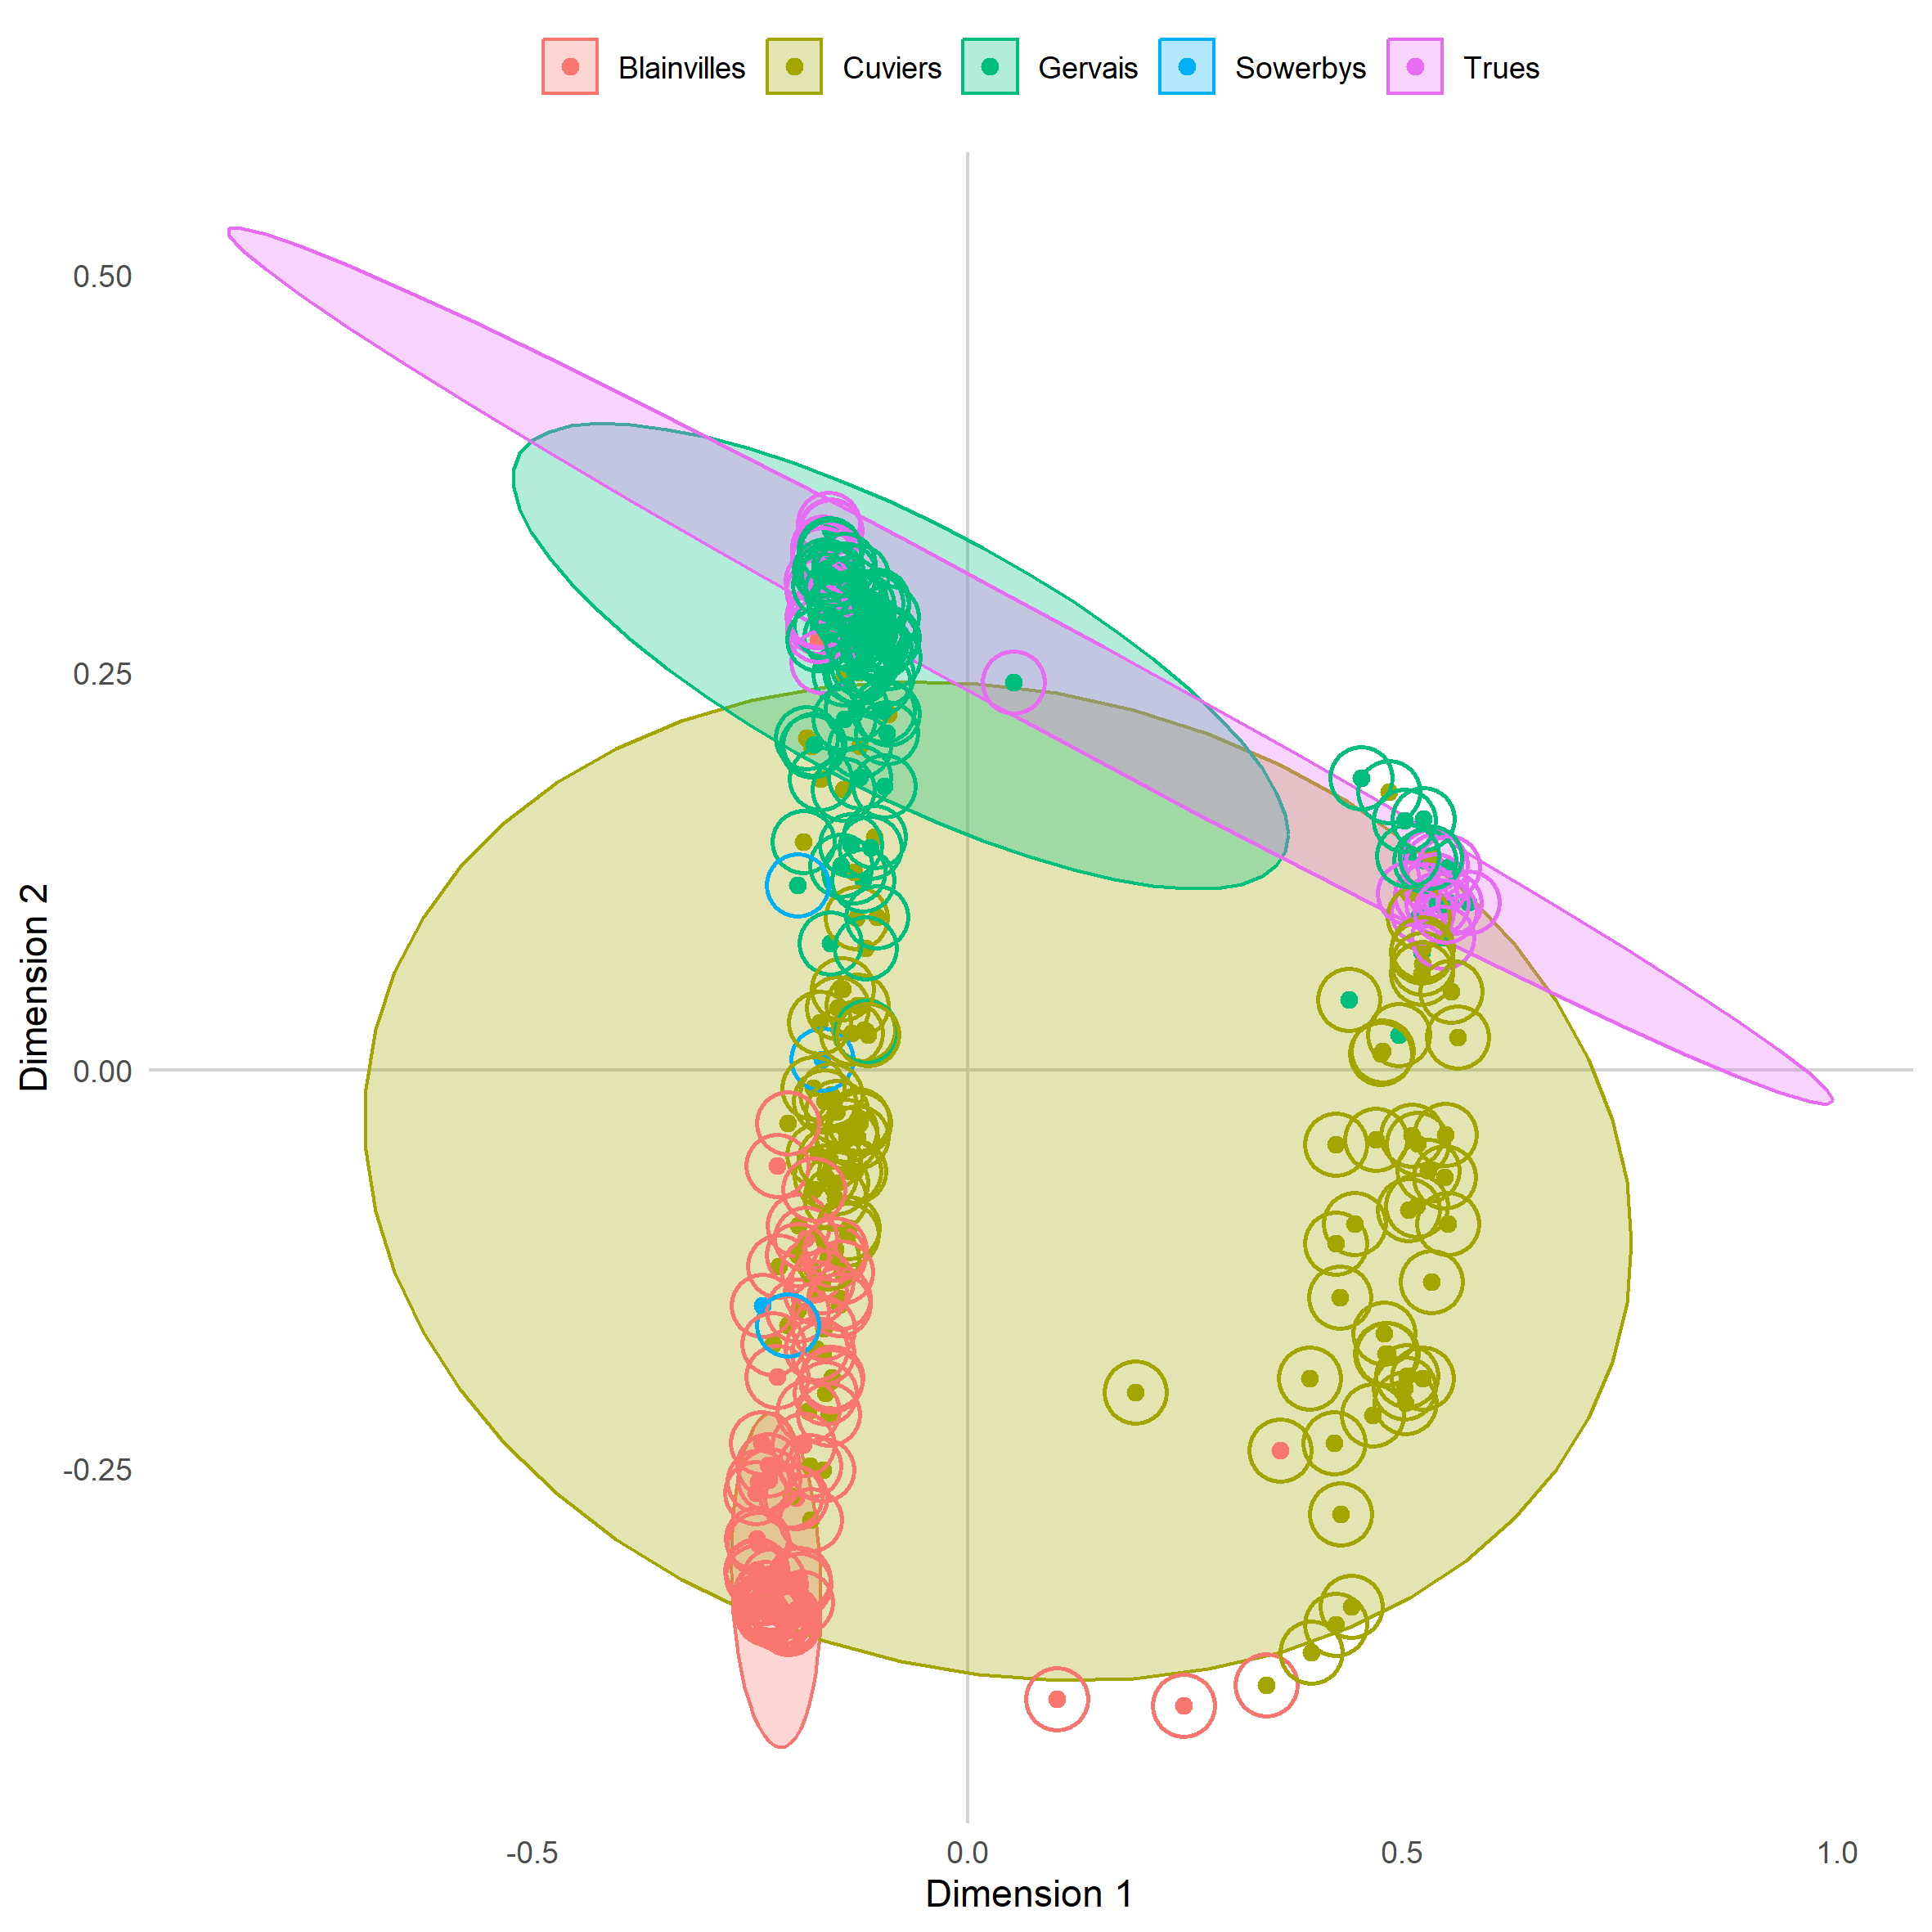 Blainvilles Cuviers Gervais Sowerbys Trues
0.50
0.25
0.00
-0.25
Dimension 2
-0.5 0.0 0.5 1.0
Dimension 1